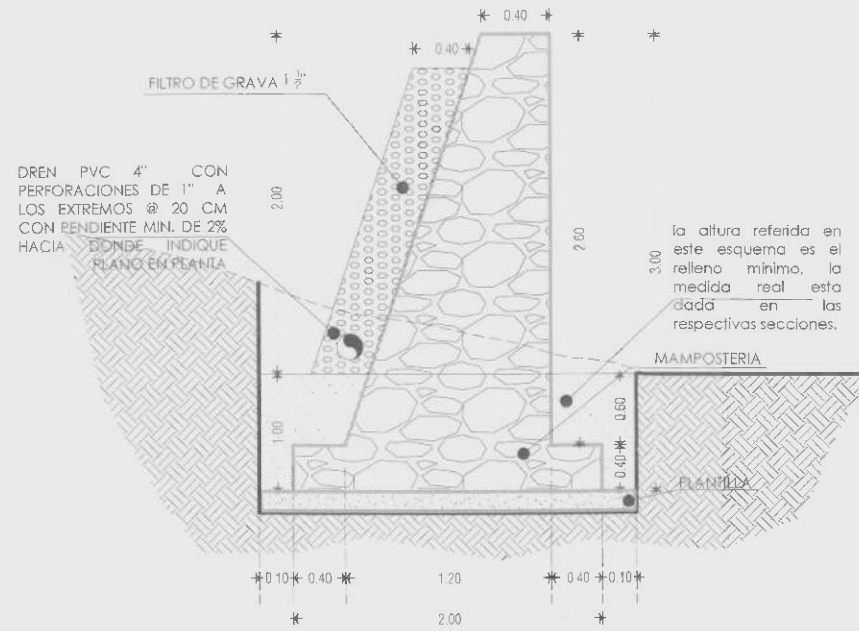 0.40
0.40
FILTRO DE GRAVA 1 1/2"
DREN PVC 4" CON
PERFORACIONES DE 1" A
LOS EXTREMOS @ 20 CM
CON PENDIENTE MIN. DE 2%
HACIA DONDE INDIQUE
PLANO EN PLANTA
2.00
2.60
3.00
la altura referida en
este esquema es el
relleno mínimo, la
medida real esta
dada en las
respectivas secciones.
MAMPOSTERIA
1.00
0.60
0.40
PLANTILLA
0.10 0.40 1.20 0.40 0.10
2.00